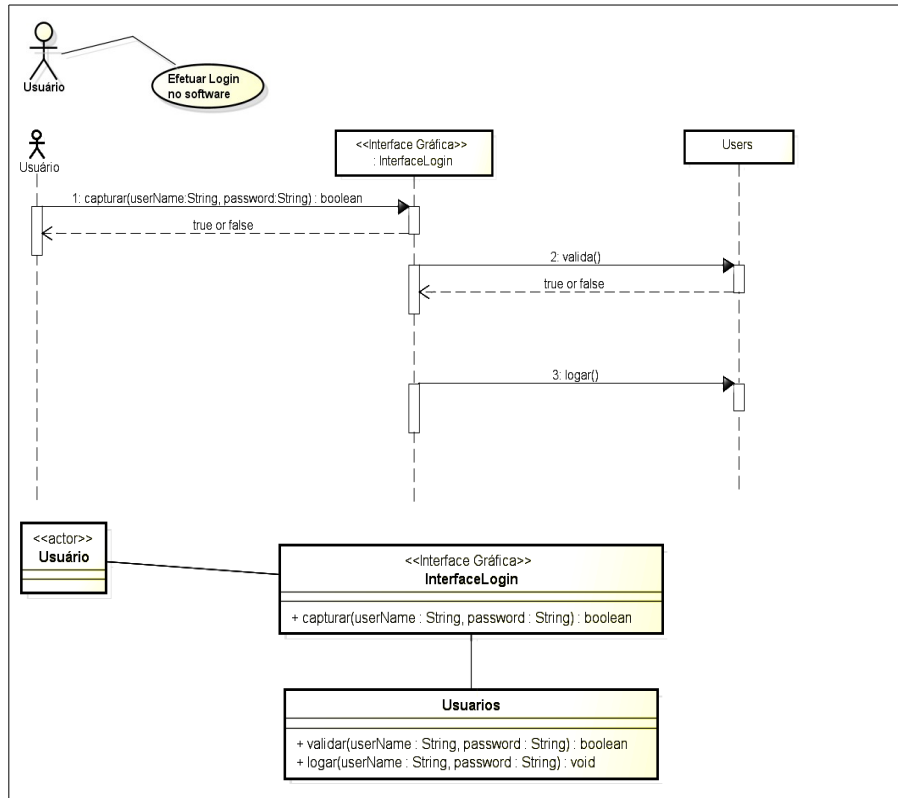 Usuário
Efetuar Login
no software
Usuário
<<Interface Gráfica>>
: InterfaceLogin
Users
1: capturar(userName:String, password:String) : boolean
true or false
2: valida()
true or false
3: logar()
<<actor>>
Usuário
<<Interface Gráfica>>
InterfaceLogin
+ capturar(userName : String, password : String) : boolean
Usuarios
+ validar(userName : String, password : String) : boolean
+ logar(userName : String, password : String) : void